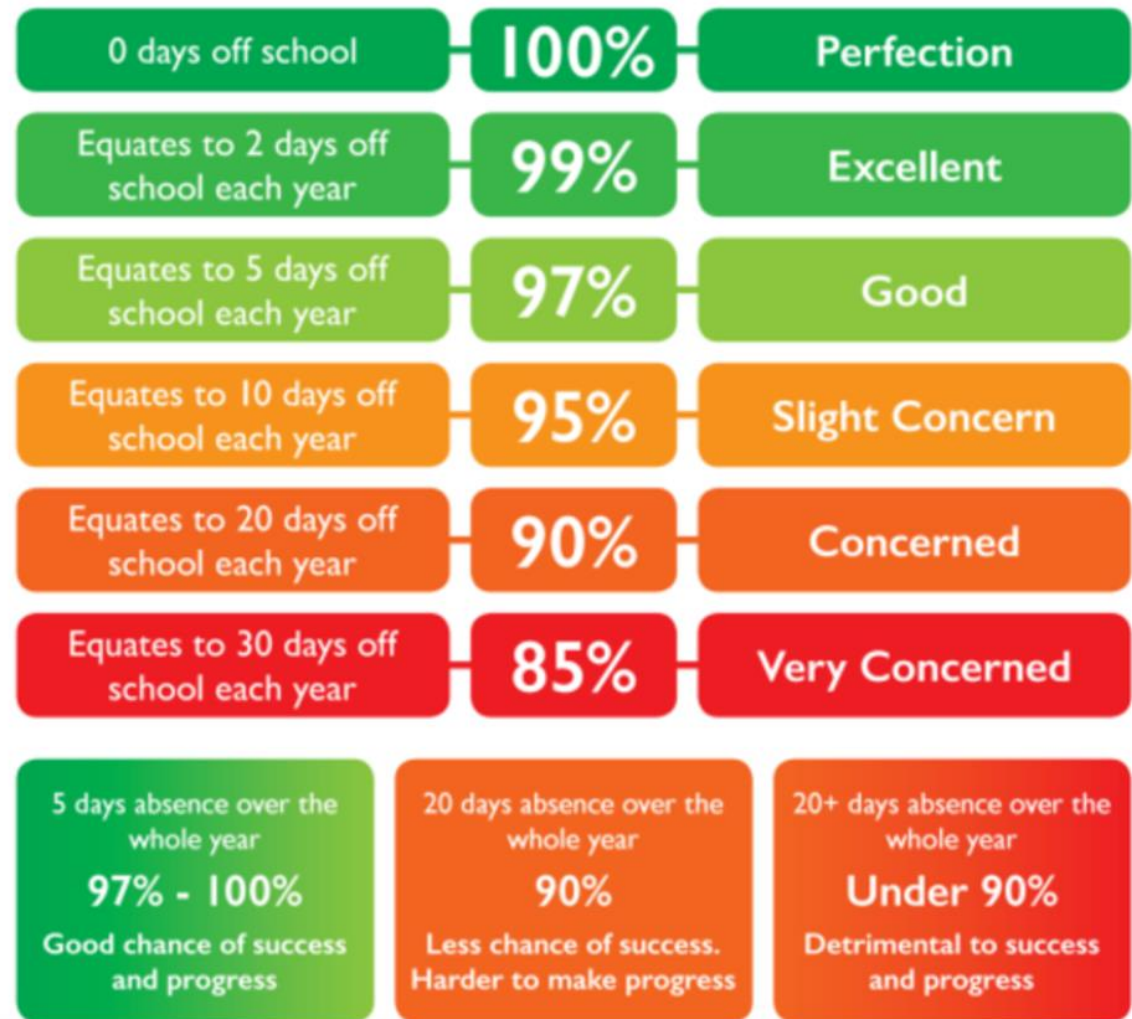 0 days off school
100%
Perfection
Equates to 2 days off
school each year
99%
Excellent
Equates to 5 days off
school each year
97%
Good
Equates to 10 days off
school each year
95%
Slight Concern
Equates to 20 days off
school each year
90%
Concerned
Equates to 30 days off
school each year
85%
Very Concerned
5 days absence over the
whole year
97% - 100%
Good chance of success
and progress
20 days absence over the
whole year
90%
Less chance of success.
Harder to make progress
20+ days absence over the
whole year
Under 90%
Detrimental to success
and progress